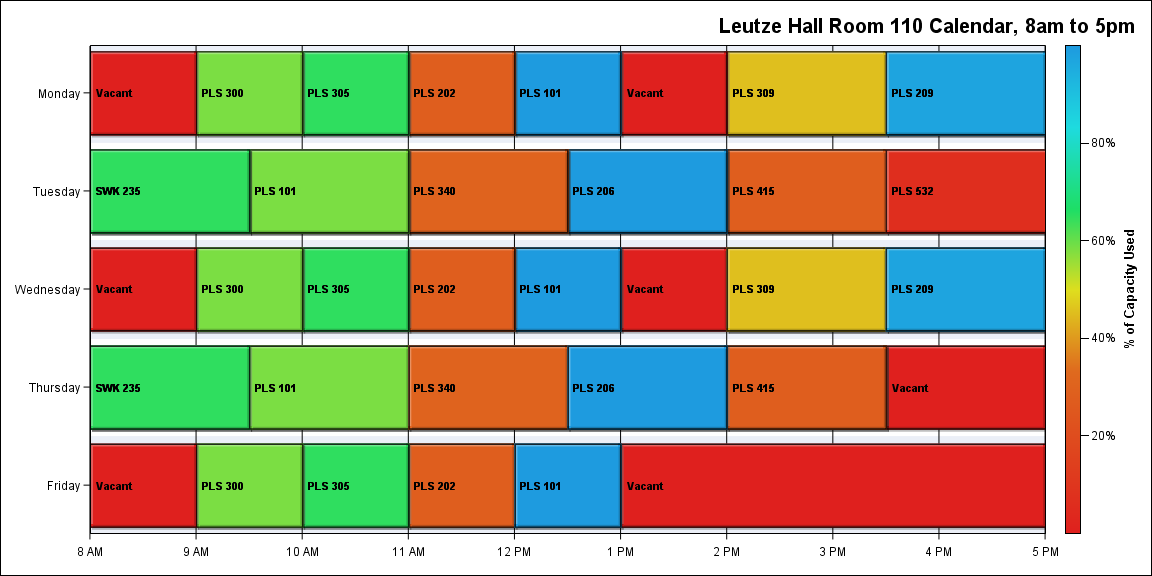 Leutze Hall Room 110 Calendar, 8am to 5pm
Monday
Vacant
PLS 300
PLS 305
PLS 202
PLS 101
Vacant
PLS 309
PLS 209
Tuesday
SWK 235
PLS 101
PLS 340
PLS 206
PLS 415
PLS 532
Wednesday
Vacant
PLS 300
PLS 305
PLS 202
PLS 101
Vacant
PLS 309
PLS 209
Thursday
SWK 235
PLS 101
PLS 340
PLS 206
PLS 415
Vacant
Friday
Vacant
PLS 300
PLS 305
PLS 202
PLS 101
Vacant
8 AM
9 AM
10 AM
11 AM
12 PM
1 PM
2 PM
3 PM
4 PM
5 PM
80%
60%
40%
20%
% of Capacity Used